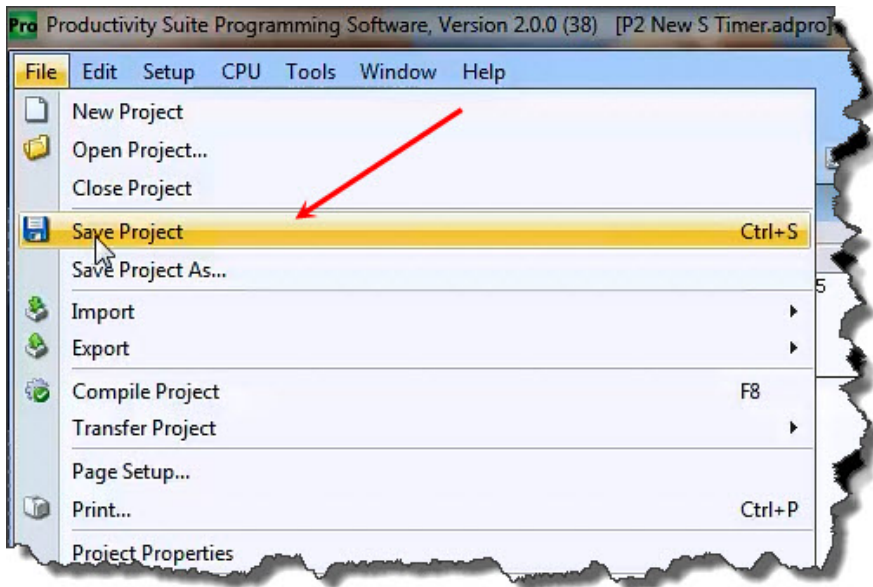 Pro Productivity Suite Programming Software, Version 2.0.0 (38) [P2 New S Timer.adpro]
File Edit Setup CPU Tools Window Help
New Project
Open Project...
Close Project
Save Project Ctrl+S
Save Project As...
5
Import
Export
Compile Project F8
Transfer Project
Page Setup...
Print... Ctrl+P
Project Properties